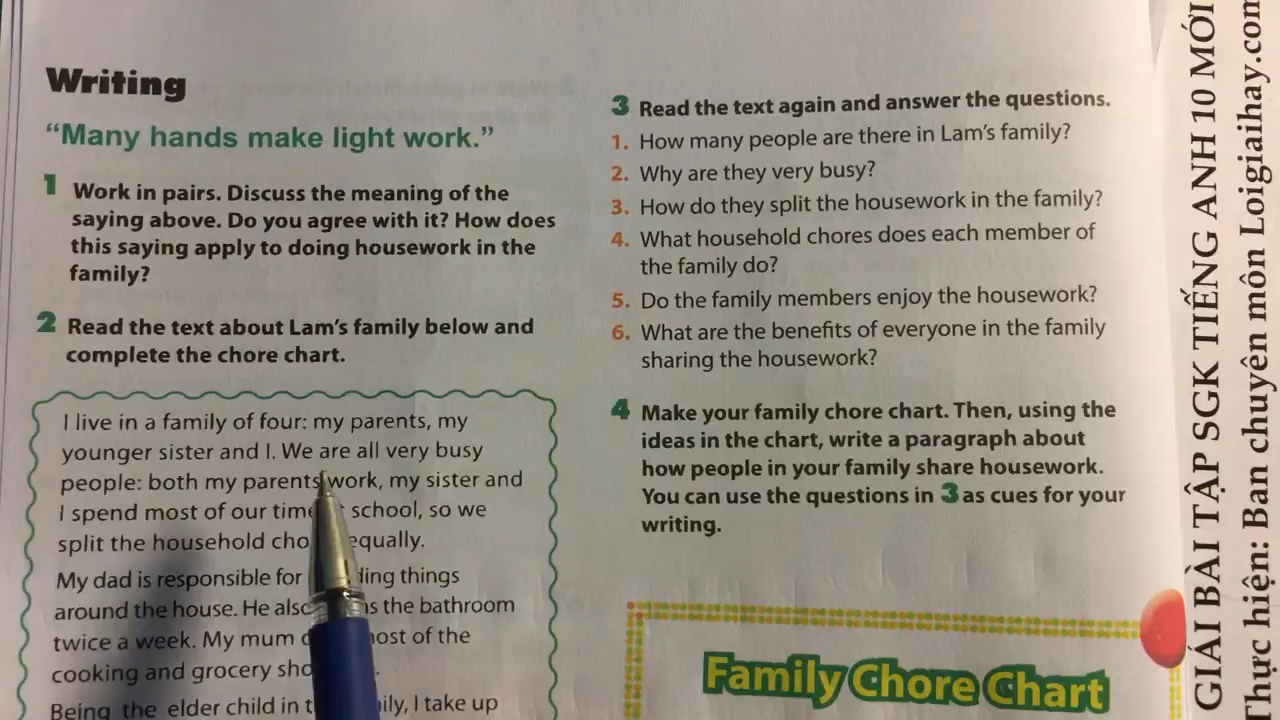 Writing
“Many hands make light work.”
1 Work in pairs. Discuss the meaning of the
saying above. Do you agree with it? How does
this saying apply to doing housework in the
family?
2 Read the text about Lam’s family below and
complete the chore chart.
I live in a family of four: my parents, my
younger sister and I. We are all very busy
people: both my parents work, my sister and
I spend most of our school, so we
split the household equally.
My dad is responsible for things
around the house. He the bathroom
twice a week. My mum of the
cooking and grocery
Being the elder child in I take up
3 Read the text again and answer the questions.
1. How many people are there in Lam’s family?
2. Why are they very busy?
3. How do they split the housework in the family?
4. What household chores does each member of
the family do?
5. Do the family members enjoy the housework?
6. What are the benefits of everyone in the family
sharing the housework?
4 Make your family chore chart. Then, using the
ideas in the chart, write a paragraph about
how people in your family share housework.
You can use the questions in 3 as cues for your
writing.
Family Chore Chart
GIẢI BÀI TẬP SGK TIẾNG ANH 10 MỚI
Thực hiện: Ban chuyên môn Loigiaihay.com